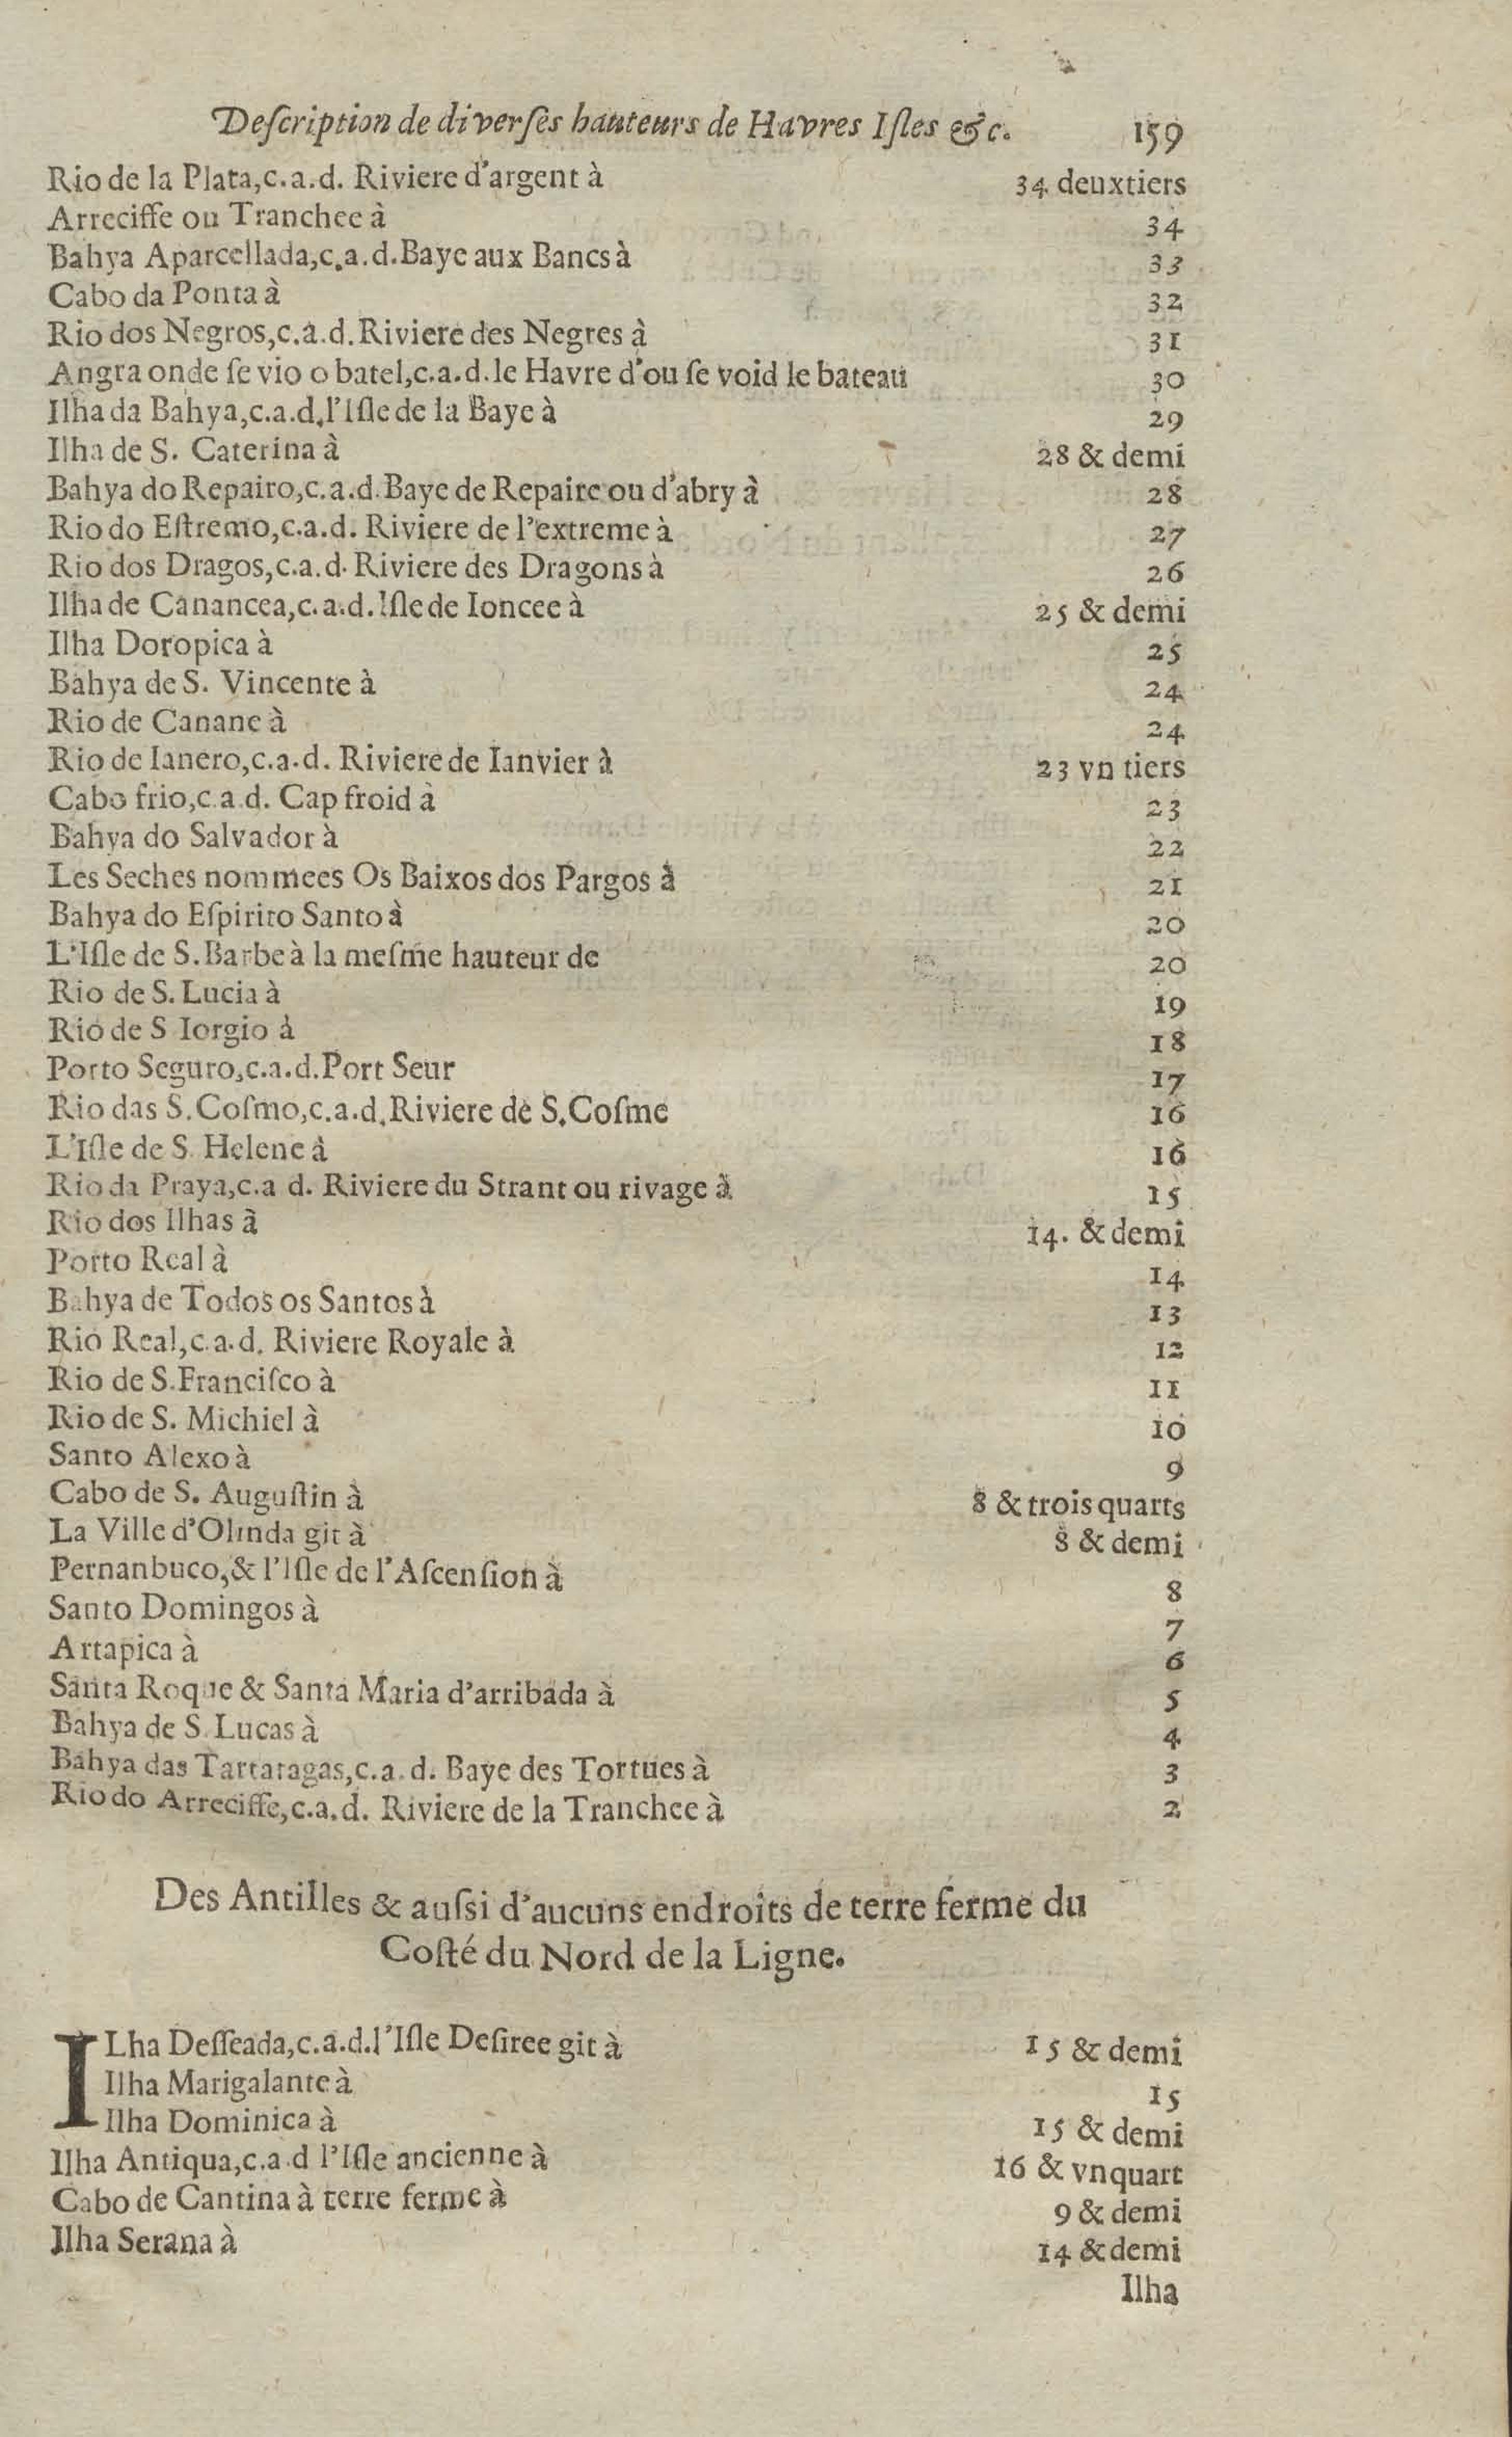 Deſcription de diverſes hauteurs de Havres Iſles &c. 159
Rio de la Plata,c.a.d. Riviere d'argent à 34 deuxtiers
Arreciffe ou Tranchee à 34
Bahya Aparcellada,c.a.d.Baye aux Bancs à 33
Cabo da Ponta à 32
Rio dos Negros,c.a.d.Riviere des Negres à 31
Angra onde ſe vio o batel,c.a.d.le Havre d'ou ſe void le bateau 30
Ilha da Bahya,c.a.d,l'Iſle de la Baye à 29
Ilha de S. Caterina à 28 & demi
Bahya do Repairo,c.a.d.Baye de Repaire ou d'abry à 28
Rio do Eſtremo,c.a.d. Riviere de l'extreme à 27
Rio dos Dragos,c.a.d. Riviere des Dragons à 26
Ilha de Canancea,c.a.d.Iſle de Ioncee à 25 & demi
Ilha Doropica à 25
Bahya de S. Vincente à 24
Rio de Canane à 24
Rio de Ianero,c.a.d. Riviere de Ianvier à 23 vn tiers
Cabo frio,c.a.d. Cap froid à 23
Bahya do Salvador à 22
Les Seches nommees Os Baixos dos Pargos à 21
Bahya do Eſpirito Santo à 20
L'Iſle de S.Barbe à la meſme hauteur de 20
Rio de S. Lucia à 19
Rio de S Iorgio à 18
Porto Seguro,c.a.d.Port Seur 17
Rio das S.Coſmo,c.a.d,Riviere de S.Coſme 16
L'Iſle de S. Helene à 16
Rio da Praya,c.a d. Riviere du Strant ou rivage à 15
Rio dos Ilhas à 14. & demi
Porto Real à 14
Bahya de Todos os Santos à 13
Rio Real,c.a.d. Riviere Royale à 12
Rio de S.Franciſco à 11
Rio de S. Michiel à 10
Santo Alexo à 9
Cabo de S. Auguſtin à 8 & trois quarts
La Ville d'Olinda git à 8 & demi
Pernanbuco,& l'Iſle de l'Aſcenſion à 8
Santo Domingos à 7
Artapica à 6
Santa Roque & Santa Maria d'arribada à 5
Bahya de S. Lucas à 4
Bahya das Tartaragas,c.a.d. Baye des Tortues à 3
Rio do Arreciffe,c.a.d. Riviere de la Tranchee à 2
Des Antilles & auſsi d'aucuns endroits de terre ferme du
Coſté du Nord de la Ligne.
ILha Deſſeada,c.a.d.l'Iſle Deſiree git à 15 & demi
Ilha Marigalante à 15
Ilha Dominica à 15 & demi
Ilha Antiqua,c.a.d l'Iſle ancienne à 16 & vnquart
Cabo de Cantina à terre ferme à 9 & demi
Ilha Serana à 14 & demi
Ilha